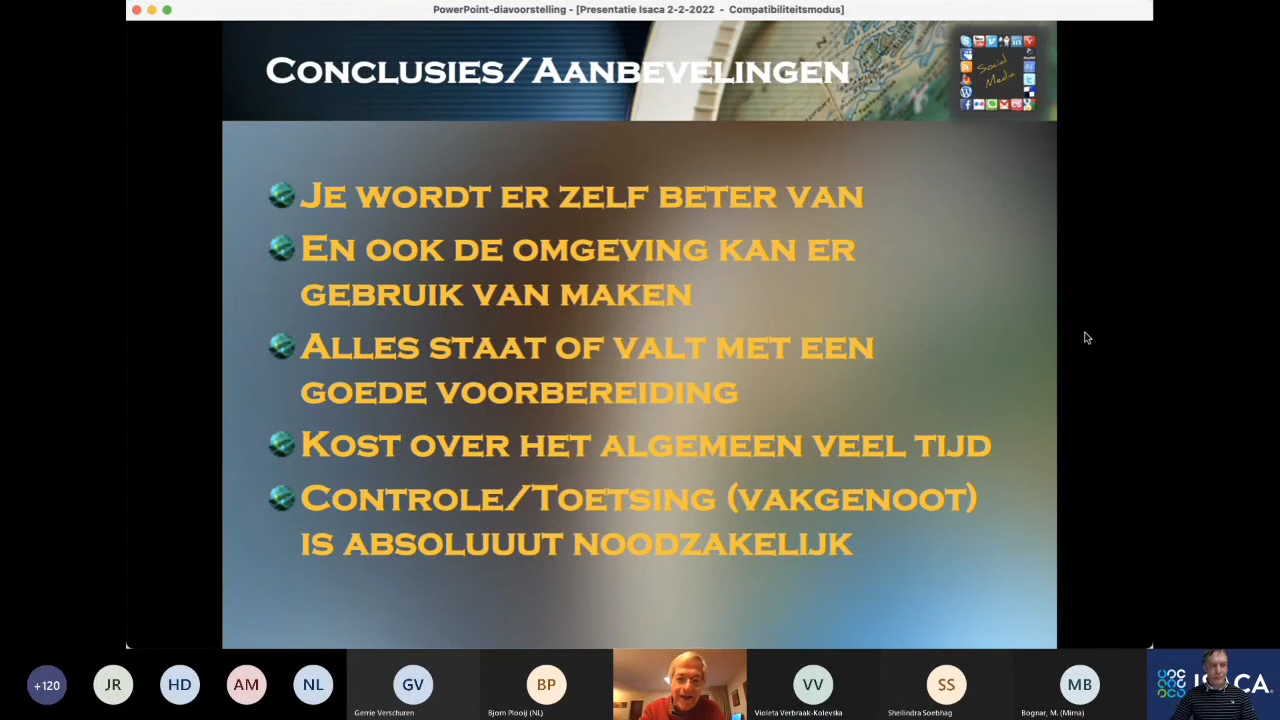 PowerPoint-diavoorstelling - [Presentatie Isaca 2-2-2022 - Compatibiliteitsmodus]
Conclusies/Aanbevelingen
Social
Media
Je wordt er zelf beter van
En ook de omgeving kan er
gebruik van maken
Alles staat of valt met een
goede voorbereiding
Kost over het algemeen veel tijd
Controle/Toetsing (vakgenoot)
is absoluuut noodzakelijk
+120
JR
HD
AM
NL
GV
BP
VV
SS
MB
Gerrie Verschuren
Bjorn Plooij (NL)
Violeta Verbraak-Kolevska
Sheilindra Soebhag
Bognar, M. (Mirna)